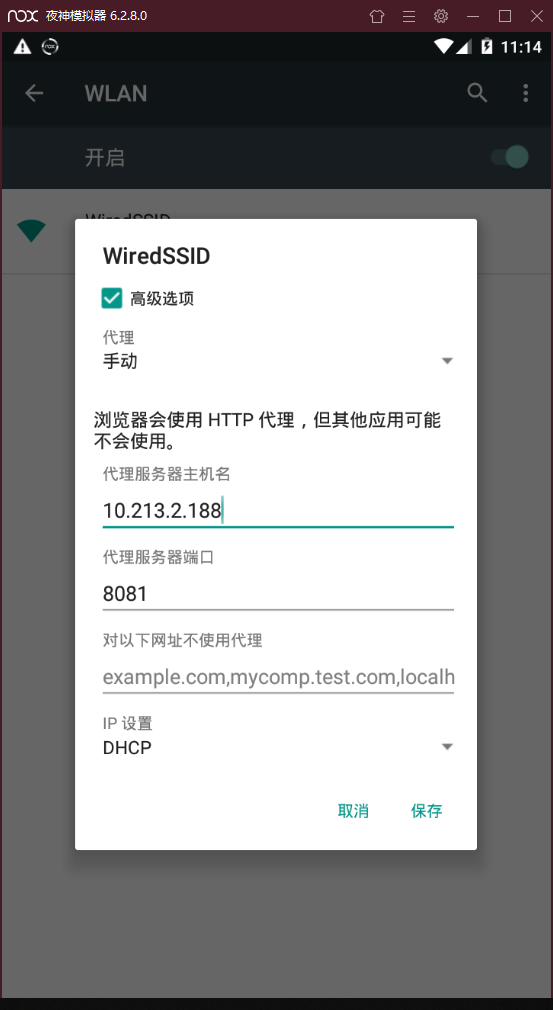 nox 夜神模拟器 6.2.8.0
11:14
WLAN
开启
WiredSSID
WiredSSID
高级选项
代理
手动
浏览器会使用 HTTP 代理，但其他应用可能
不会使用。
代理服务器主机名
10.213.2.188
代理服务器端口
8081
对以下网址不使用代理
example.com,mycomp.test.com,localh
IP 设置
DHCP
取消 保存